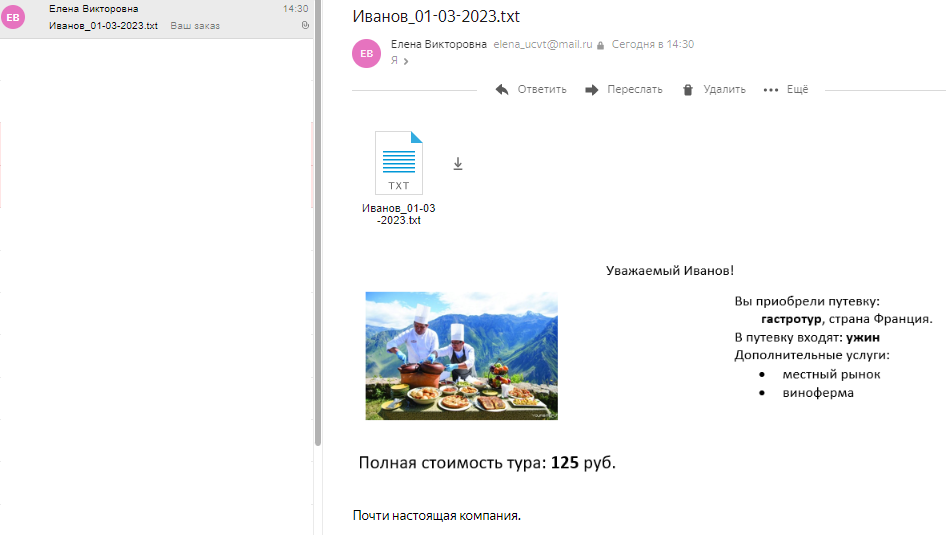 ЕВ
Елена Викторовна
14:30
Иванов_01-03-2023.txt
Ваш заказ
Иванов_01-03-2023.txt
ЕВ
Елена Викторовна elena_ucvt@mail.ru Сегодня в 14:30
Я
Ответить
Переслать
Удалить
Ещё
TXT
Иванов_01-03
-2023.txt
Уважаемый Иванов!
Вы приобрели путевку:
гастротур, страна Франция.
В путевку входят: ужин
Дополнительные услуги:
• местный рынок
• виноферма
Полная стоимость тура: 125 руб.
Почти настоящая компания.